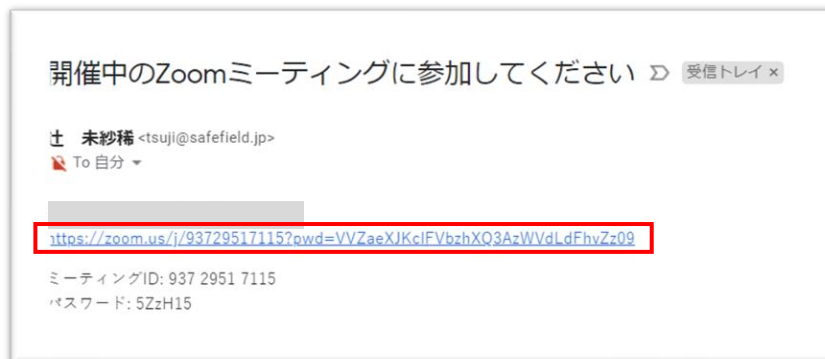 開催中のZoomミーティングに参加してください 受信トレイ ×
辻 未紗稀 <tsuji@safefield.jp>
To 自分
https://zoom.us/j/93729517115?pwd=VVZaeXJKclFVbzhXQ3AzWVdLdFhvZz09
ミーティングID: 937 2951 7115
パスワード: 5ZzH15